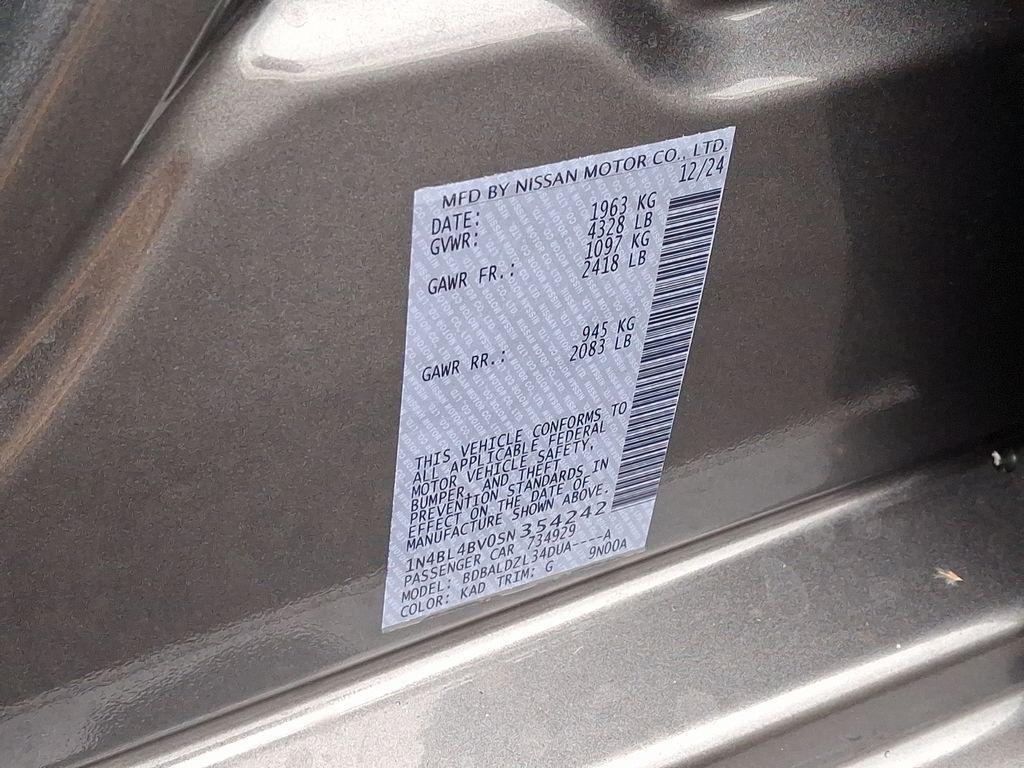 MFD BY NISSAN MOTOR CO., LTD.
DATE: 12/24
GVWR: 1963 KG
4328 LB
GAWR FR.: 1097 KG
2418 LB
GAWR RR.: 945 KG
2083 LB
THIS VEHICLE CONFORMS TO
ALL APPLICABLE FEDERAL
MOTOR VEHICLE SAFETY,
BUMPER, AND THEFT
PREVENTION STANDARDS IN
EFFECT ON THE DATE OF
MANUFACTURE SHOWN ABOVE.
1N4BL4BV0SN354242
PASSENGER CAR 734929
MODEL: BDBALDZL34DUA----A
COLOR: KAD TRIM: G 9N00A